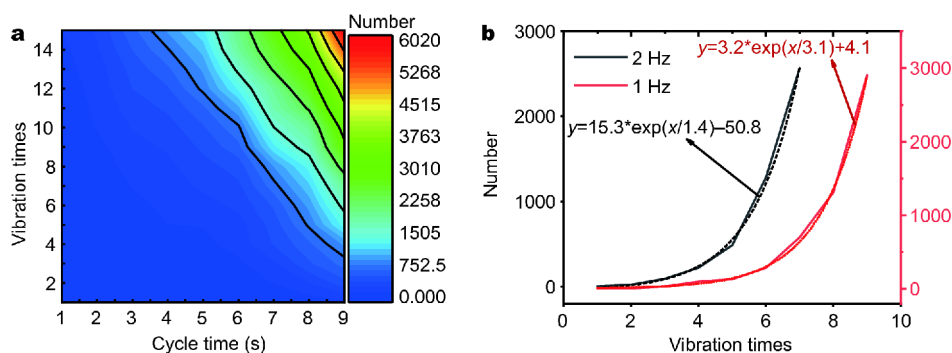 a
Number
Vibration times
14
12
10
8
6
4
2
1 2 3 4 5 6 7 8 9
Cycle time (s)
6020
5268
4515
3763
3010
2258
1505
752.5
0.000
b
Number
3000
2000
1000
0
2 Hz
1 Hz
y=3.2*exp(x/3.1)+4.1
y=15.3*exp(x/1.4)–50.8
3000
2000
1000
0
0 2 4 6 8 10
Vibration times